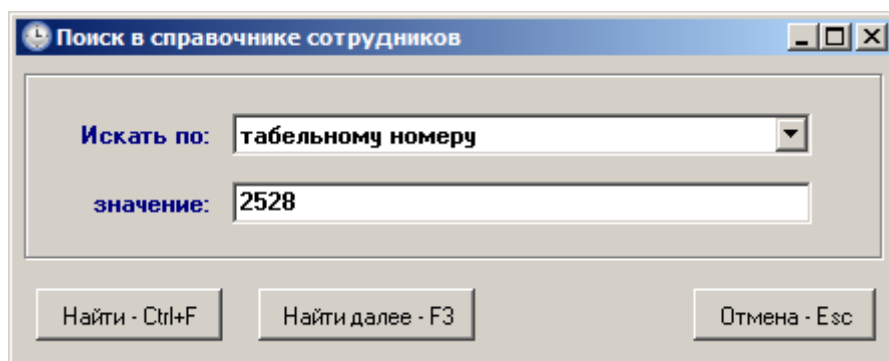 Поиск в справочнике сотрудников
Искать по: табельному номеру
значение: 2528
Найти - Ctrl+F Найти далее - F3 Отмена - Esc